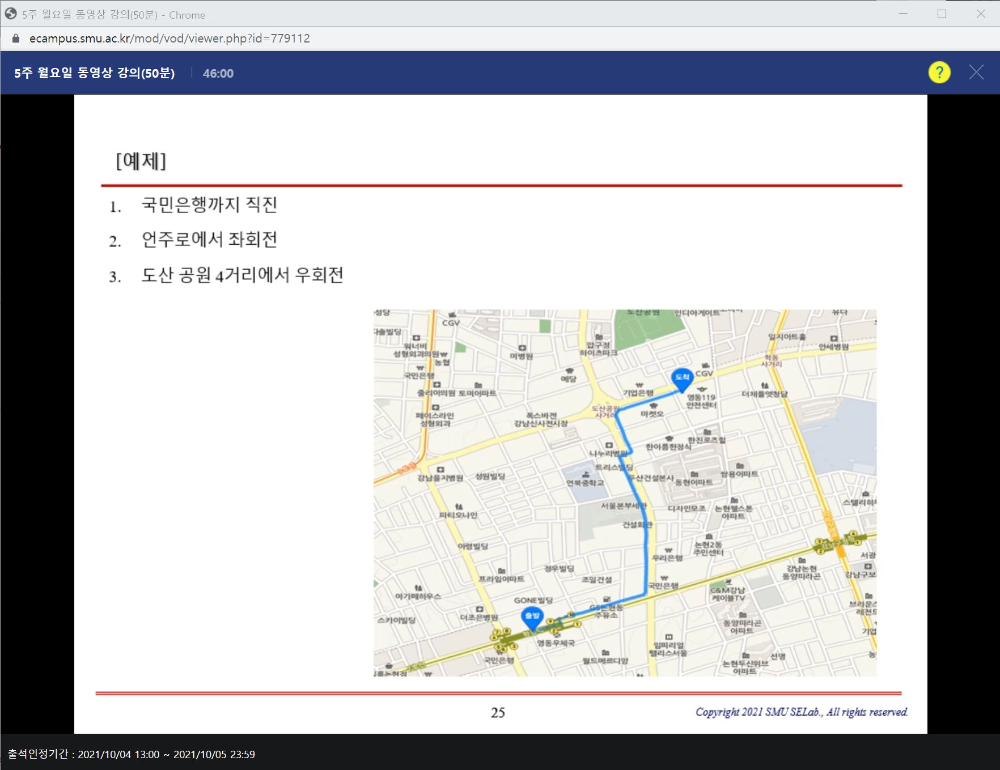 5주 월요일 동영상 강의(50분) - Chrome
ecampus.smu.ac.kr/mod/vod/viewer.php?id=779112
5주 월요일 동영상 강의(50분)
46:00
?
[예제]
1. 국민은행까지 직진
2. 언주로에서 좌회전
3. 도산 공원 4거리에서 우회전
성당
CGV
도산공원
인디아게이트
유다
워너비
성형외과의원
농협
국민은행
미병원
압구정
하이츠파크
일지아트홀
안세병원
학동
사거리
예당
도착
CGV
줄리아의원
토미아파트
기업은행
영동119
안전센터
더채플앳청담
페이스라인
성형외과
폭스바겐
강남신사전시장
도산공원
사거리
마켓오
한아름한정식
한진로즈힐
나누리병원
트리스빌딩
강남을지병원
성원빌딩
언북중학교
두산건설본사
동현아파트
쌍용아파트
서울본부세관
디자인모조
논현웰스톤
아파트
파티오나인
건설회관
아령빌딩
논현2동
주민센터
우리은행
정우빌딩
강남구청역
서광
프라임아파트
조일건설
국민은행
강남논현
동양파라곤
강남구보
아가페하우스
GONE빌딩
C&M강남
케이블TV
GS논현동
주유소
브라운스
레전드
스카이빌딩
더조은병원
출발
동양파라곤
아파트
기업
영동우체국
임피리얼
팰리스서울
국민은행
월드메르디앙
논현두산위브
아파트
선명
25
Copyright 2021 SMU SELab., All rights reserved.
출석인정기간 : 2021/10/04 13:00 ~ 2021/10/05 23:59